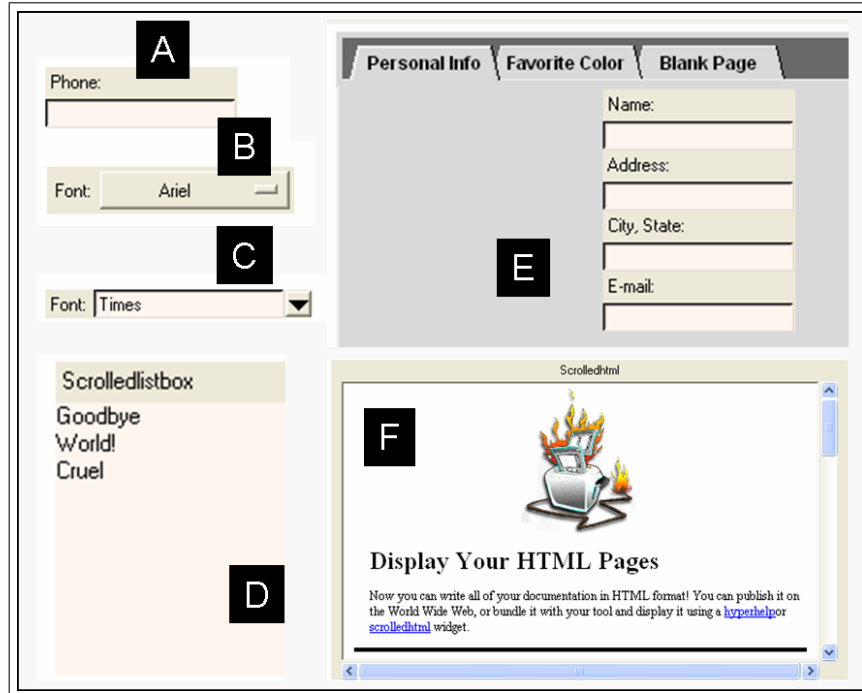 A
Phone:
B
Font: Ariel
C
Font: Times
Scrolledlistbox
Goodbye
World!
Cruel
D
Personal Info Favorite Color Blank Page
Name:
Address:
City, State:
E
E-mail:
Scrolledhtml
F
Display Your HTML Pages
Now you can write all of your documentation in HTML format! You can publish it on
the World Wide Web, or bundle it with your tool and display it using a hyperhelpor
scrolledhtml widget.